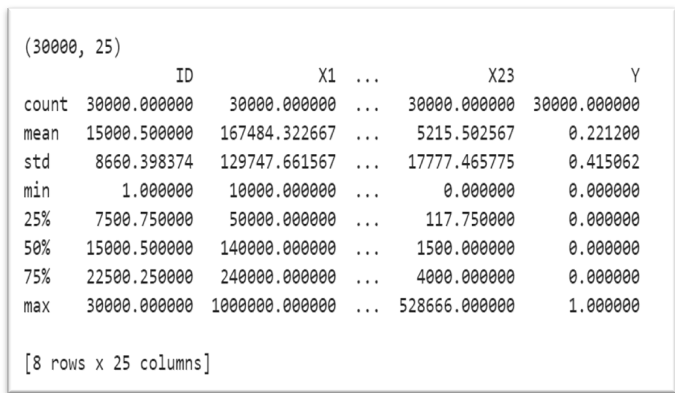 (30000, 25)
ID X1 ... X23 Y
count 30000.000000 30000.000000 ... 30000.000000 30000.000000
mean 15000.500000 167484.322667 ... 5215.502567 0.221200
std 8660.398374 129747.661567 ... 17777.465775 0.415062
min 1.000000 10000.000000 ... 0.000000 0.000000
25% 7500.750000 50000.000000 ... 117.750000 0.000000
50% 15000.500000 140000.000000 ... 1500.000000 0.000000
75% 22500.250000 240000.000000 ... 4000.000000 0.000000
max 30000.000000 1000000.000000 ... 528666.000000 1.000000
[8 rows x 25 columns]